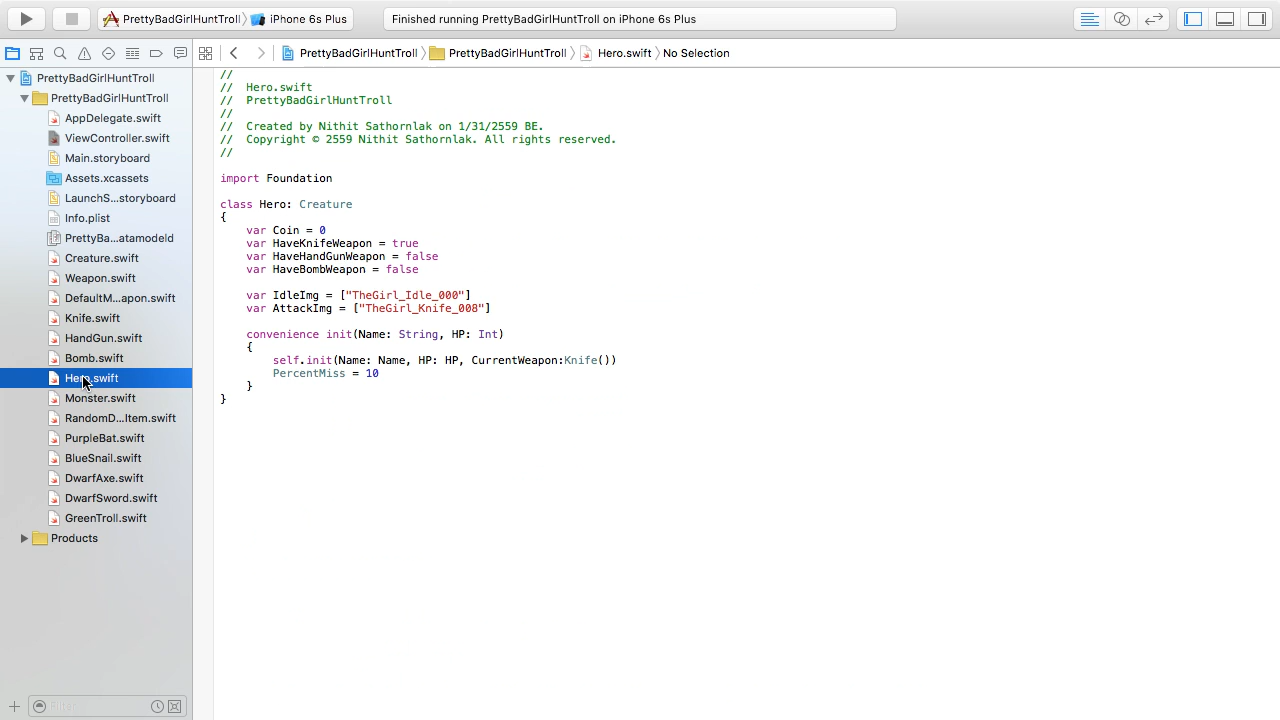 PrettyBadGirlHuntTroll iPhone 6s Plus
Finished running PrettyBadGirlHuntTroll on iPhone 6s Plus
PrettyBadGirlHuntTroll PrettyBadGirlHuntTroll Hero.swift No Selection
PrettyBadGirlHuntTroll
PrettyBadGirlHuntTroll
AppDelegate.swift
ViewController.swift
Main.storyboard
Assets.xcassets
LaunchS...storyboard
Info.plist
PrettyBa...atamodeld
Creature.swift
Weapon.swift
DefaultM...apon.swift
Knife.swift
HandGun.swift
Bomb.swift
Hero.swift
Monster.swift
RandomD...Item.swift
PurpleBat.swift
BlueSnail.swift
DwarfAxe.swift
DwarfSword.swift
GreenTroll.swift
Products
Filter
//
// Hero.swift
// PrettyBadGirlHuntTroll
//
// Created by Nithit Sathornlak on 1/31/2559 BE.
// Copyright © 2559 Nithit Sathornlak. All rights reserved.
//
import Foundation
class Hero: Creature
{
var Coin = 0
var HaveKnifeWeapon = true
var HaveHandGunWeapon = false
var HaveBombWeapon = false
var IdleImg = ["TheGirl_Idle_000"]
var AttackImg = ["TheGirl_Knife_008"]
convenience init(Name: String, HP: Int)
{
self.init(Name: Name, HP: HP, CurrentWeapon:Knife())
PercentMiss = 10
}
}